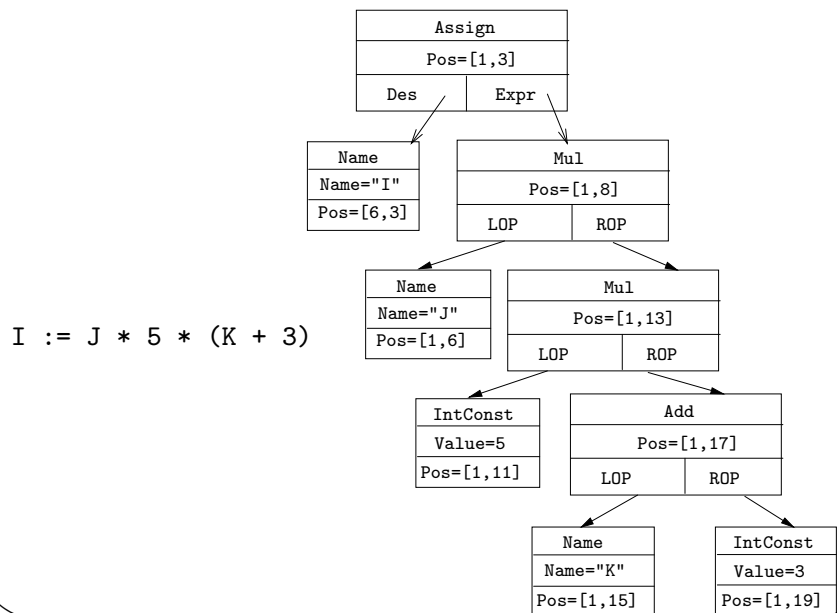 Assign
Pos=[1,3]
Des Expr
Name
Name="I"
Pos=[6,3]
Mul
Pos=[1,8]
LOP ROP
Name
Name="J"
Pos=[1,6]
Mul
Pos=[1,13]
LOP ROP
I := J * 5 * (K + 3)
IntConst
Value=5
Pos=[1,11]
Add
Pos=[1,17]
LOP ROP
Name
Name="K"
Pos=[1,15]
IntConst
Value=3
Pos=[1,19]